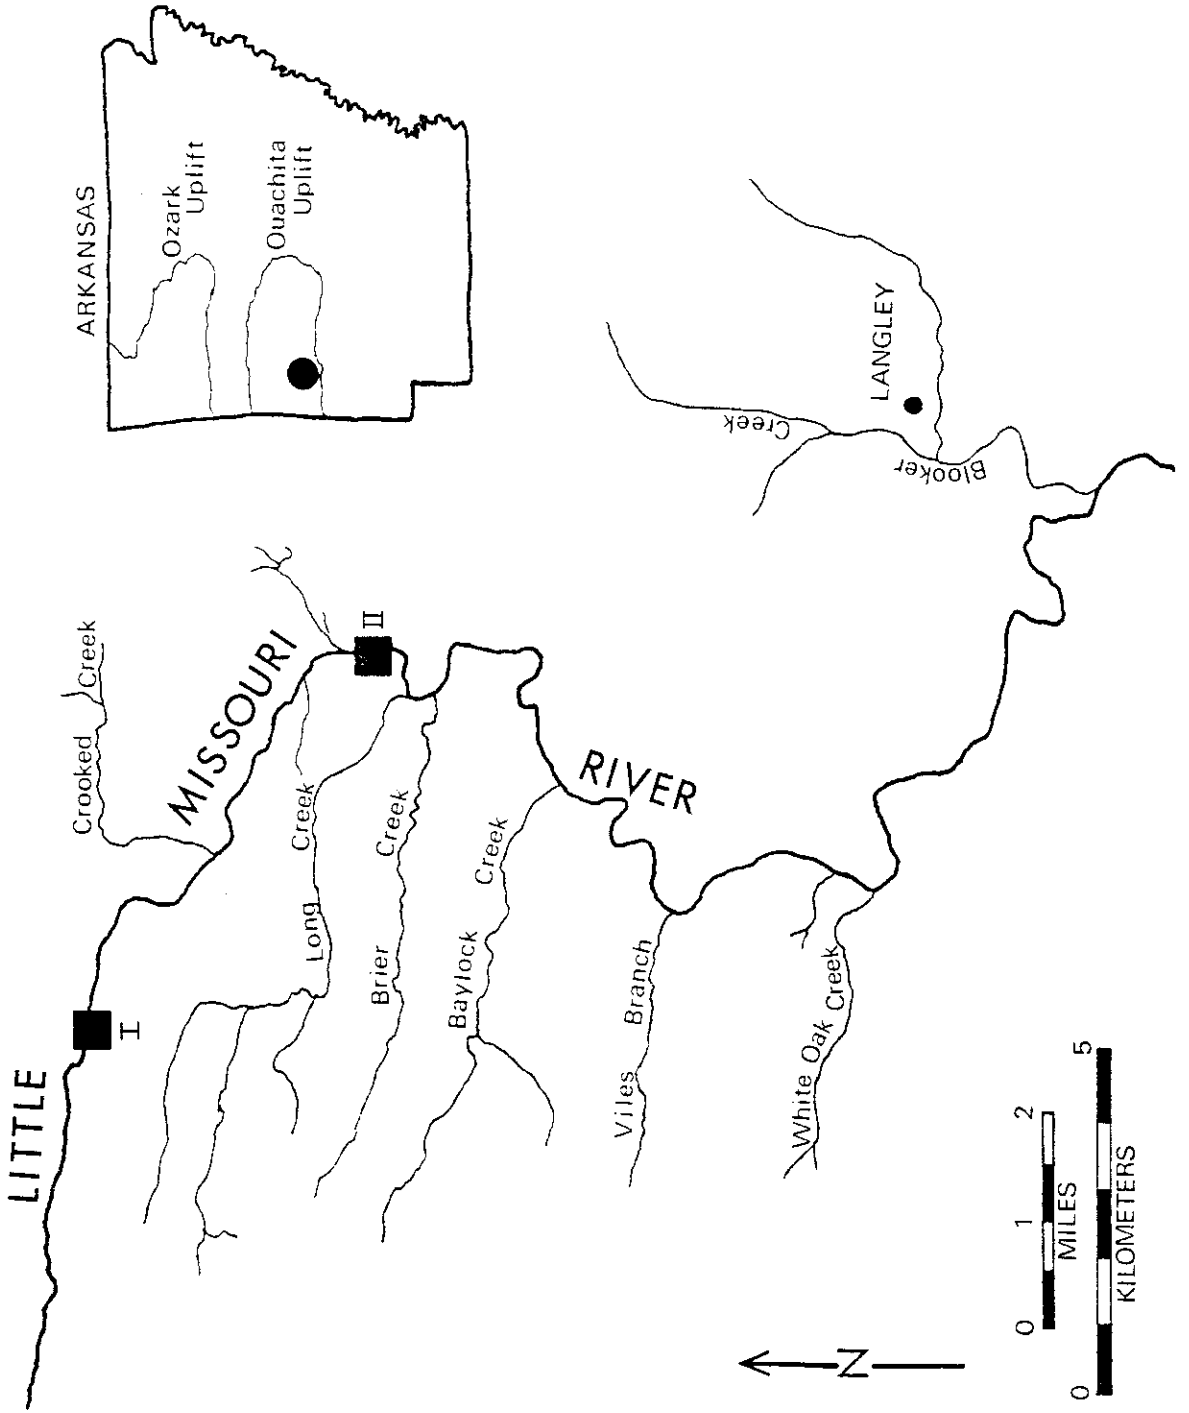 ARKANSAS
Ozark
Uplift
Ouachita
Uplift
LITTLE
MISSOURI
RIVER
I
II
Crooked Creek
Long Creek
Brier Creek
Baylock Creek
Viles Branch
White Oak Creek
Blooker Creek
LANGLEY
N
0 1 2
MILES
0 5
KILOMETERS